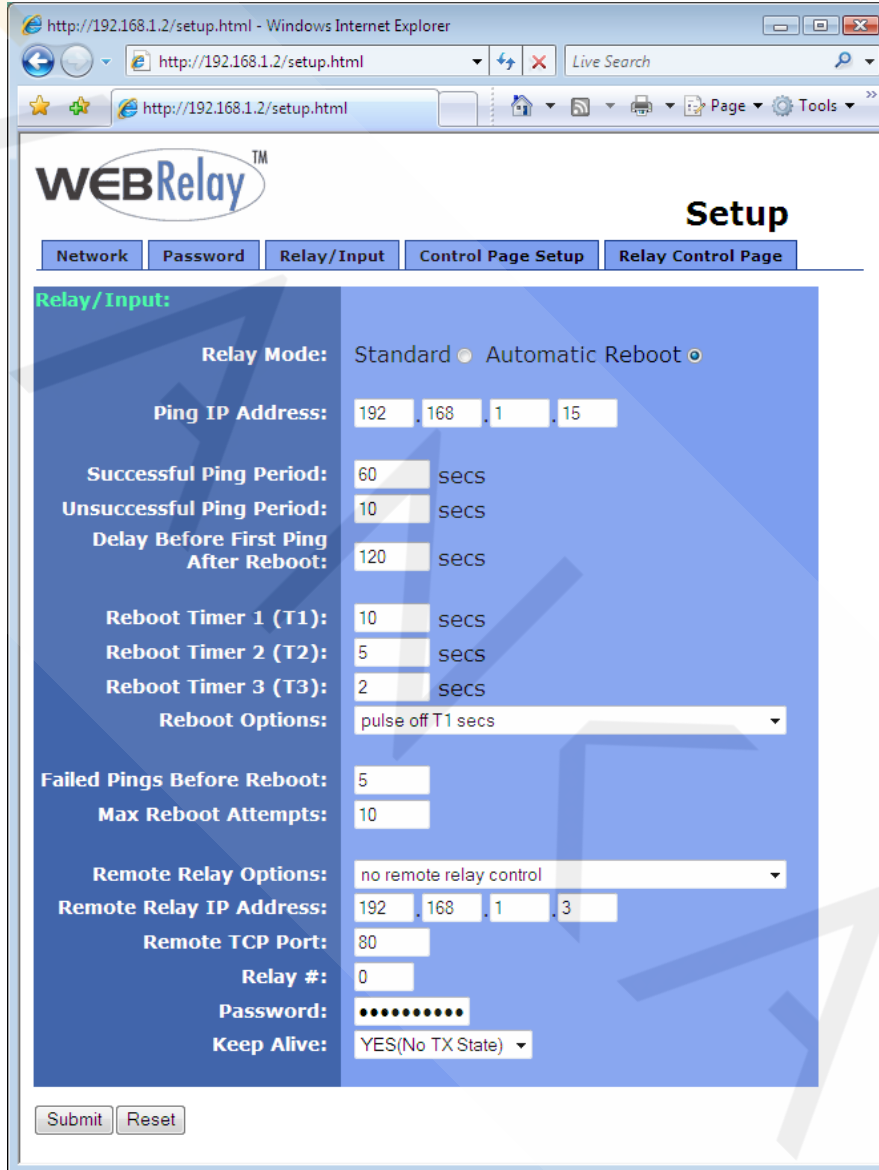 http://192.168.1.2/setup.html - Windows Internet Explorer
http://192.168.1.2/setup.html
Live Search
http://192.168.1.2/setup.html
Page Tools »
WEBRelay™
Setup
Network Password Relay/Input Control Page Setup Relay Control Page
Relay/Input:
Relay Mode: Standard Automatic Reboot
Ping IP Address: 192 . 168 . 1 . 15
Successful Ping Period: 60 secs
Unsuccessful Ping Period: 10 secs
Delay Before First Ping
After Reboot: 120 secs
Reboot Timer 1 (T1): 10 secs
Reboot Timer 2 (T2): 5 secs
Reboot Timer 3 (T3): 2 secs
Reboot Options: pulse off T1 secs
Failed Pings Before Reboot: 5
Max Reboot Attempts: 10
Remote Relay Options: no remote relay control
Remote Relay IP Address: 192 . 168 . 1 . 3
Remote TCP Port: 80
Relay #: 0
Password: ●●●●●●●●●●
Keep Alive: YES(No TX State)
Submit Reset